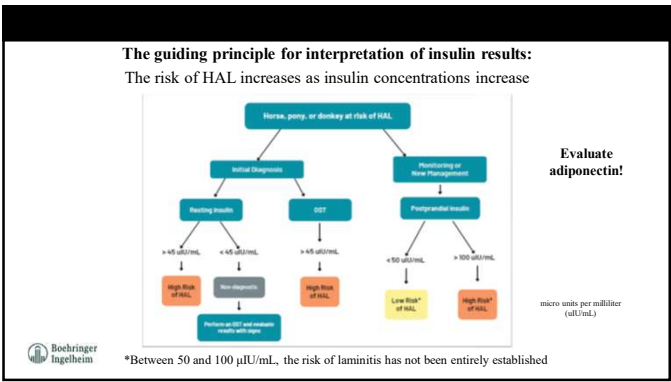 The guiding principle for interpretation of insulin results:
The risk of HAL increases as insulin concentrations increase
Horse, pony, or donkey at risk of HAL
Initial Diagnosis
Monitoring or
New Management
Resting Insulin
OST
Postprandial Insulin
> 45 uIU/mL
< 45 uIU/mL
> 45 uIU/mL
< 50 uIU/mL
> 100 uIU/mL
High Risk
of HAL
Non-diagnostic
High Risk
of HAL
Low Risk*
of HAL
High Risk*
of HAL
Perform an OST and evaluate
results with signs
Evaluate
adiponectin!
micro units per milliliter
(uIU/mL)
Boehringer
Ingelheim
*Between 50 and 100 μIU/mL, the risk of laminitis has not been entirely established